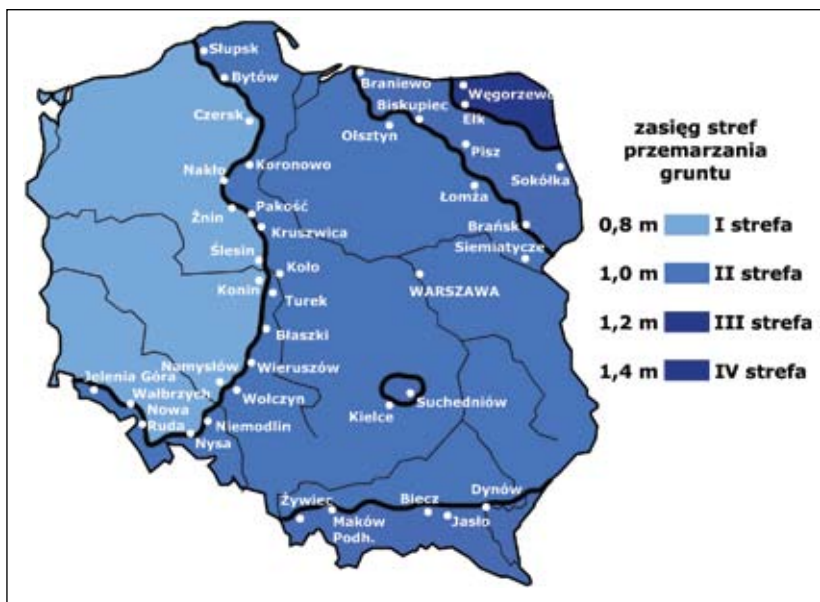 Słupsk
Bytów
Czersk
Nakło
Koronowo
Żnin
Pakość
Kruszwica
Ślesin
Koło
Konin
Turek
Błaszki
Namysłów
Wieruszów
Jelenia Góra
Wałbrzych
Nowa
Ruda
Wołczyn
Niemodlin
Nysa
Braniewo
Biskupiec
Olsztyn
Węgorzewo
Ełk
Pisz
Sokółka
Łomża
Brańsk
Siemiatycze
WARSZAWA
Kielce
Suchedniów
Żywiec
Maków
Podh.
Biecz
Jasło
Dynów
zasięg stref
przemarzania
gruntu
0,8 m I strefa
1,0 m II strefa
1,2 m III strefa
1,4 m IV strefa